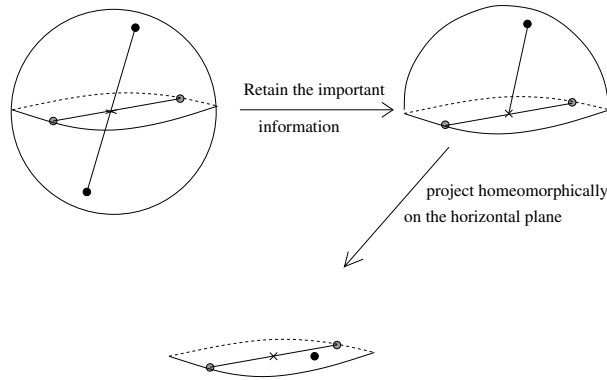 Retain the important
information
project homeomorphically
on the horizontal plane